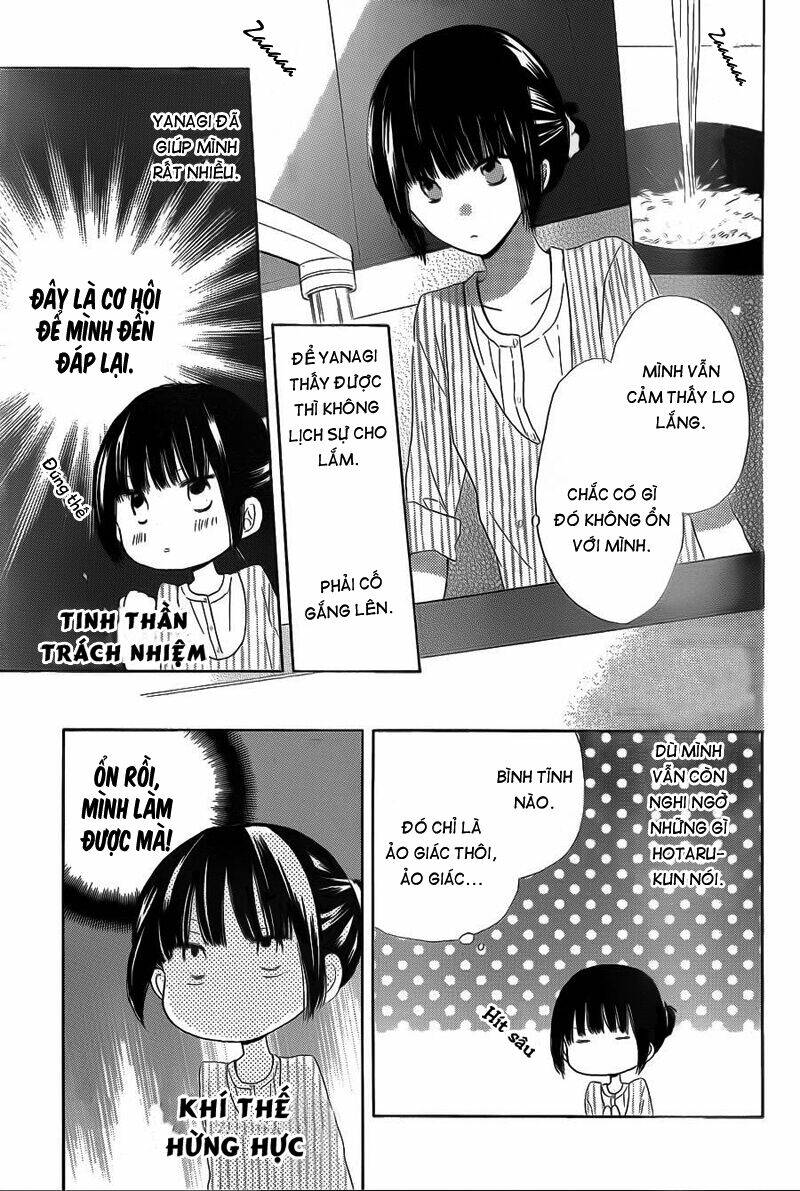 Zaaaaa
Zaaaaaa
MÌNH VẪN
CẢM THẤY LO
LẮNG.
CHẮC CÓ GÌ
ĐÓ KHÔNG ỔN
VỚI MÌNH.
ĐỂ YANAGI
THẤY ĐƯỢC
THÌ KHÔNG
LỊCH SỰ CHO
LẮM.
PHẢI CỐ
GẮNG LÊN.
YANAGI ĐÃ
GIÚP MÌNH
RẤT NHIỀU.
ĐÂY LÀ CƠ HỘI
ĐỂ MÌNH ĐỀN
ĐÁP LẠI.
Đúng thế
TINH THẦN
TRÁCH NHIỆM
DÙ MÌNH
VẪN CÒN
NGHI NGỜ
NHỮNG GÌ
HOTARU-
KUN NÓI.
BÌNH TĨNH
NÀO.
ĐÓ CHỈ LÀ
ẢO GIÁC THÔI,
ẢO GIÁC...
Hít sâu
ỔN RỒI,
MÌNH LÀM
ĐƯỢC MÀ!
KHÍ THẾ
HỪNG HỰC